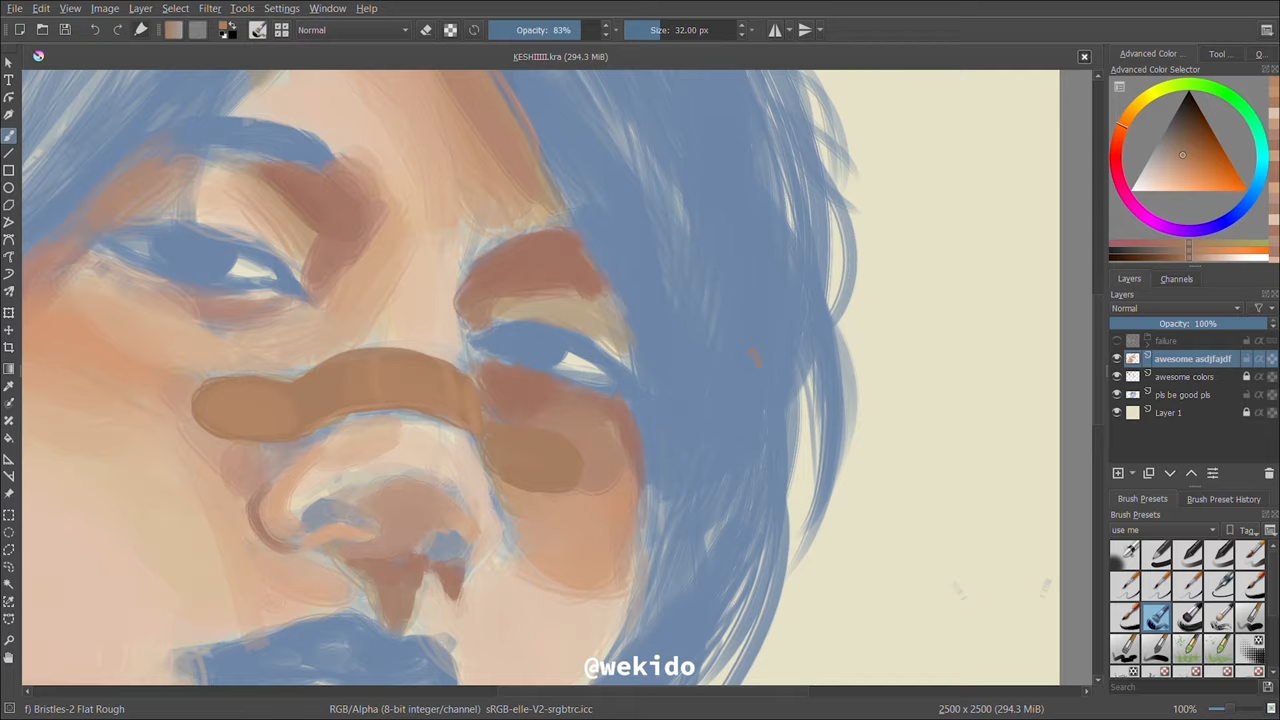 File Edit View Image Layer Select Filter Tools Settings Window Help
Normal Opacity: 83% Size: 32.00 px
KESHIIIII.kra (294.3 MiB)
Advanced Color ... Tool ... O...
Advanced Color Selector
Layers Channels
Layers
Normal
Opacity: 100%
failure
awesome asdjfajdf
awesome colors
pls be good pls
Layer 1
Brush Presets Brush Preset History
Brush Presets
use me Tag
Search
@wekido
f) Bristles-2 Flat Rough RGB/Alpha (8-bit integer/channel) sRGB-elle-V2-srgbtrc.icc 2500 x 2500 (294.3 MiB) 100%